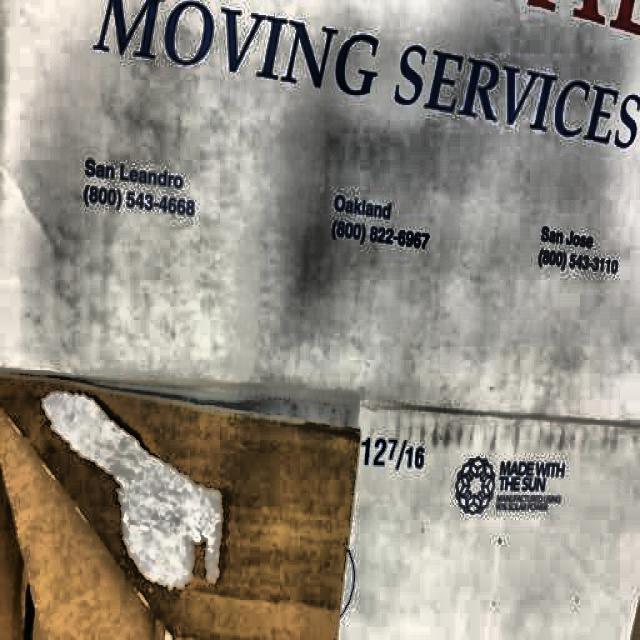 MOVING SERVICES
San Leandro
(800) 543-4668
Oakland
(800) 822-8967
San Jose
(800) 543-3110
127/16
MADE WITH
THE SUN